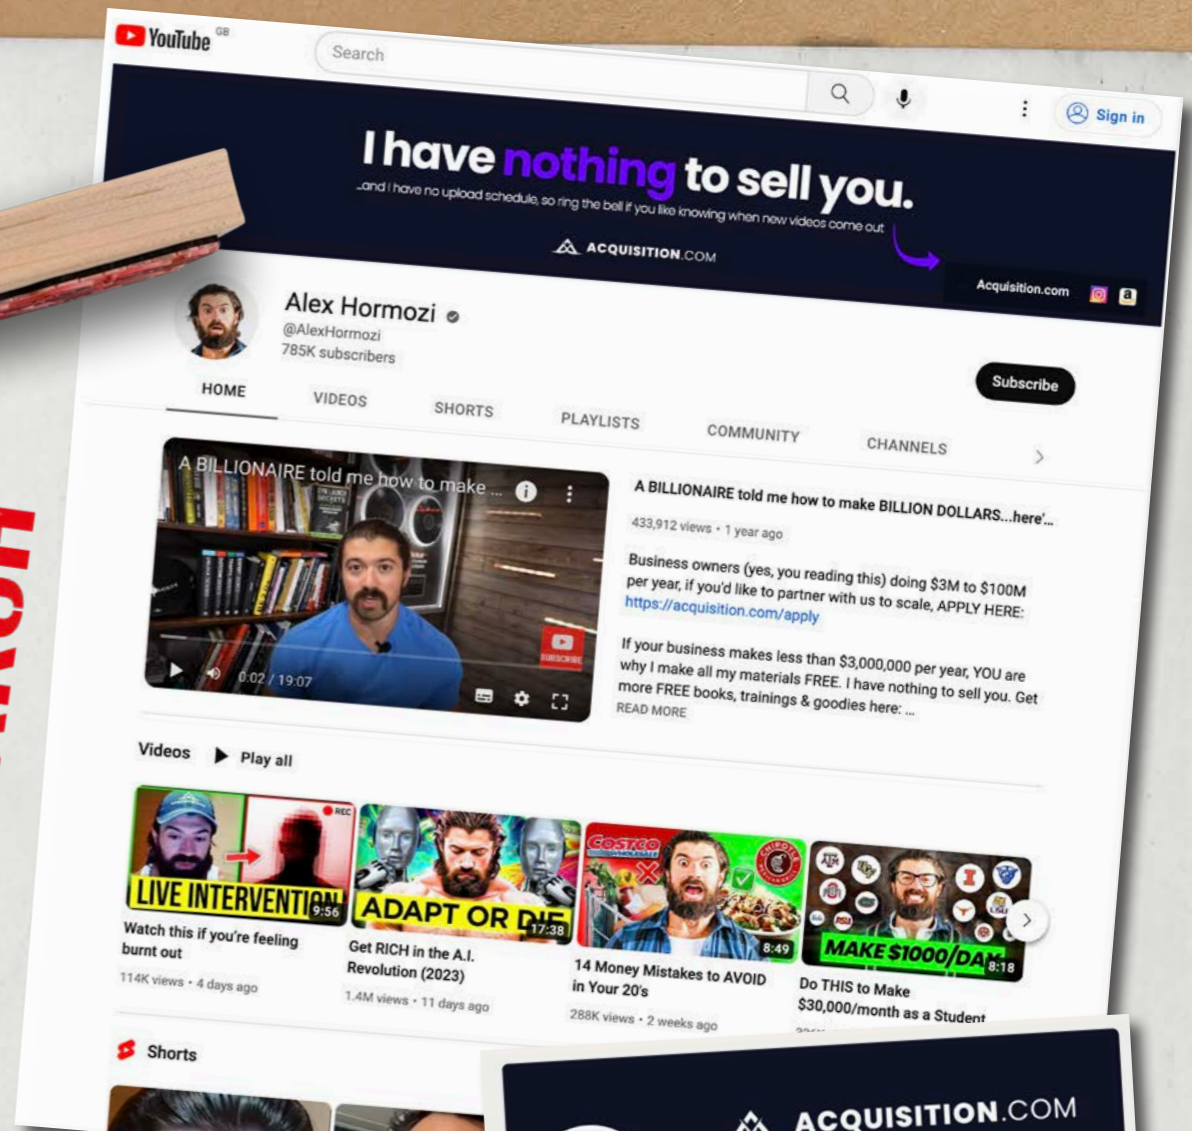 YouTube GB
Search
Sign in
I have nothing to sell you.
...and I have no upload schedule, so ring the bell if you like knowing when new videos come out
ACQUISITION.COM
Acquisition.com
Alex Hormozi
@AlexHormozi
785K subscribers
Subscribe
HOME VIDEOS SHORTS PLAYLISTS COMMUNITY CHANNELS
A BILLIONAIRE told me how to make ...
SUBSCRIBE
0:02 / 19:07
A BILLIONAIRE told me how to make BILLION DOLLARS...here'...
433,912 views • 1 year ago
Business owners (yes, you reading this) doing $3M to $100M
per year, if you'd like to partner with us to scale, APPLY HERE:
https://acquisition.com/apply
If your business makes less than $3,000,000 per year, YOU are
why I make all my materials FREE. I have nothing to sell you. Get
more FREE books, trainings & goodies here: ...
READ MORE
Videos Play all
REC
LIVE INTERVENTION
9:56
Watch this if you're feeling
burnt out
114K views • 4 days ago
ADAPT OR DIE
17:38
Get RICH in the A.I.
Revolution (2023)
1.4M views • 11 days ago
COSTCO
WHOLESALE
CHIPOTLE
8:49
14 Money Mistakes to AVOID
in Your 20's
288K views • 2 weeks ago
MAKE $1000/DAY
8:18
Do THIS to Make
$30,000/month as a Student
Shorts
ACQUISITION.COM